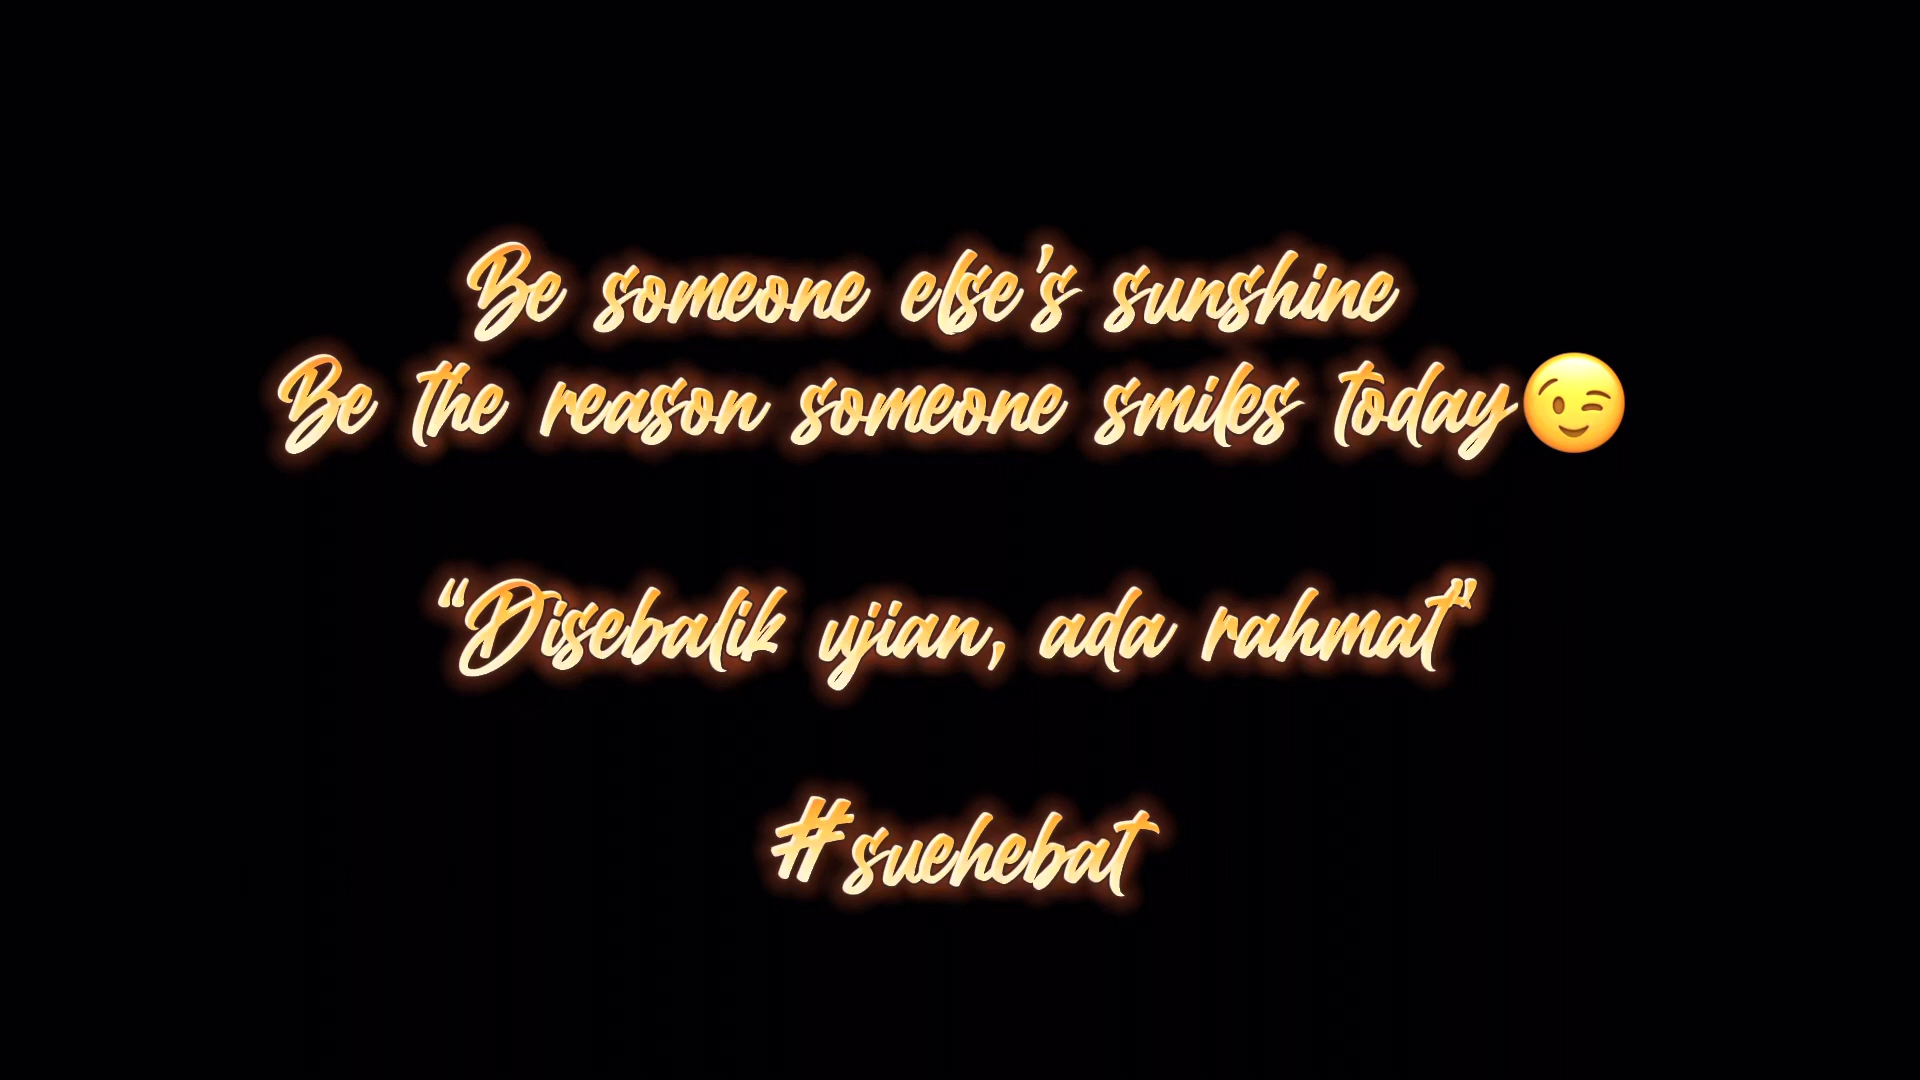 Be someone else's sunshine
Be the reason someone smiles today😉
“Disebalik ujian, ada rahmat”
#suehebat